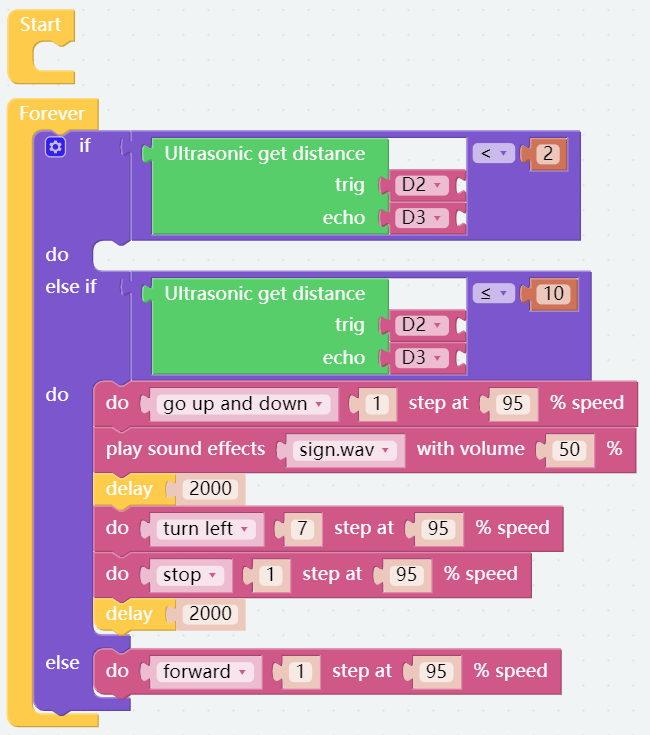 Start
Forever
if Ultrasonic get distance < 2
trig D2
echo D3
do
else if Ultrasonic get distance ≤ 10
trig D2
echo D3
do do go up and down 1 step at 95 % speed
play sound effects sign.wav with volume 50 %
delay 2000
do turn left 7 step at 95 % speed
do stop 1 step at 95 % speed
delay 2000
else do forward 1 step at 95 % speed